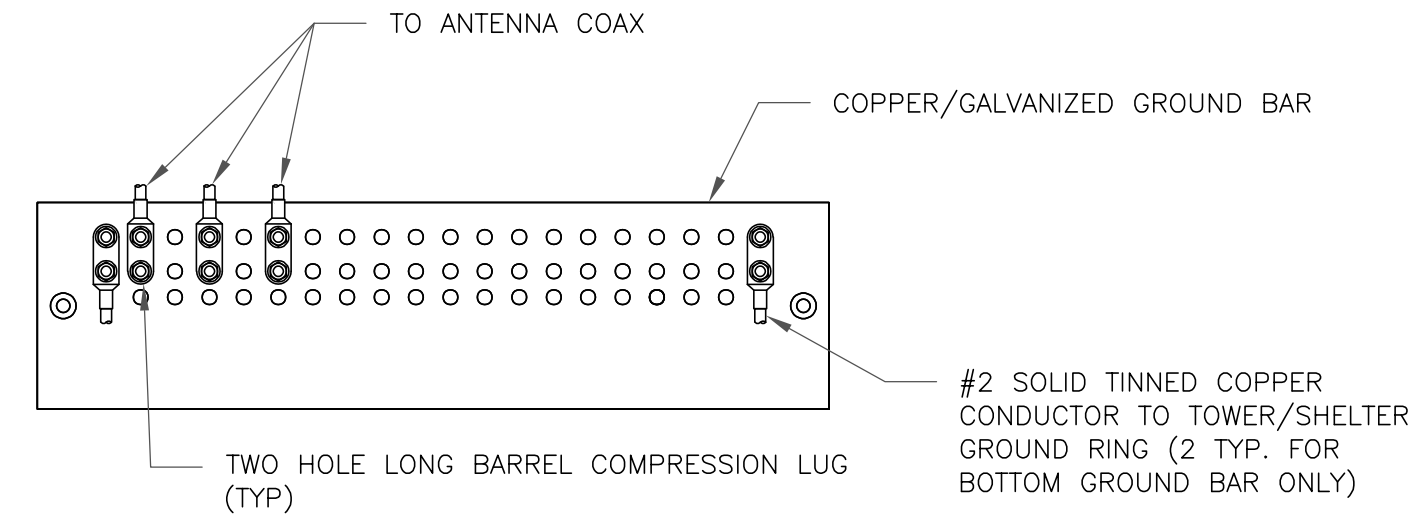 TO ANTENNA COAX
COPPER/GALVANIZED GROUND BAR
#2 SOLID TINNED COPPER
CONDUCTOR TO TOWER/SHELTER
GROUND RING (2 TYP. FOR
BOTTOM GROUND BAR ONLY)
TWO HOLE LONG BARREL COMPRESSION LUG
(TYP)